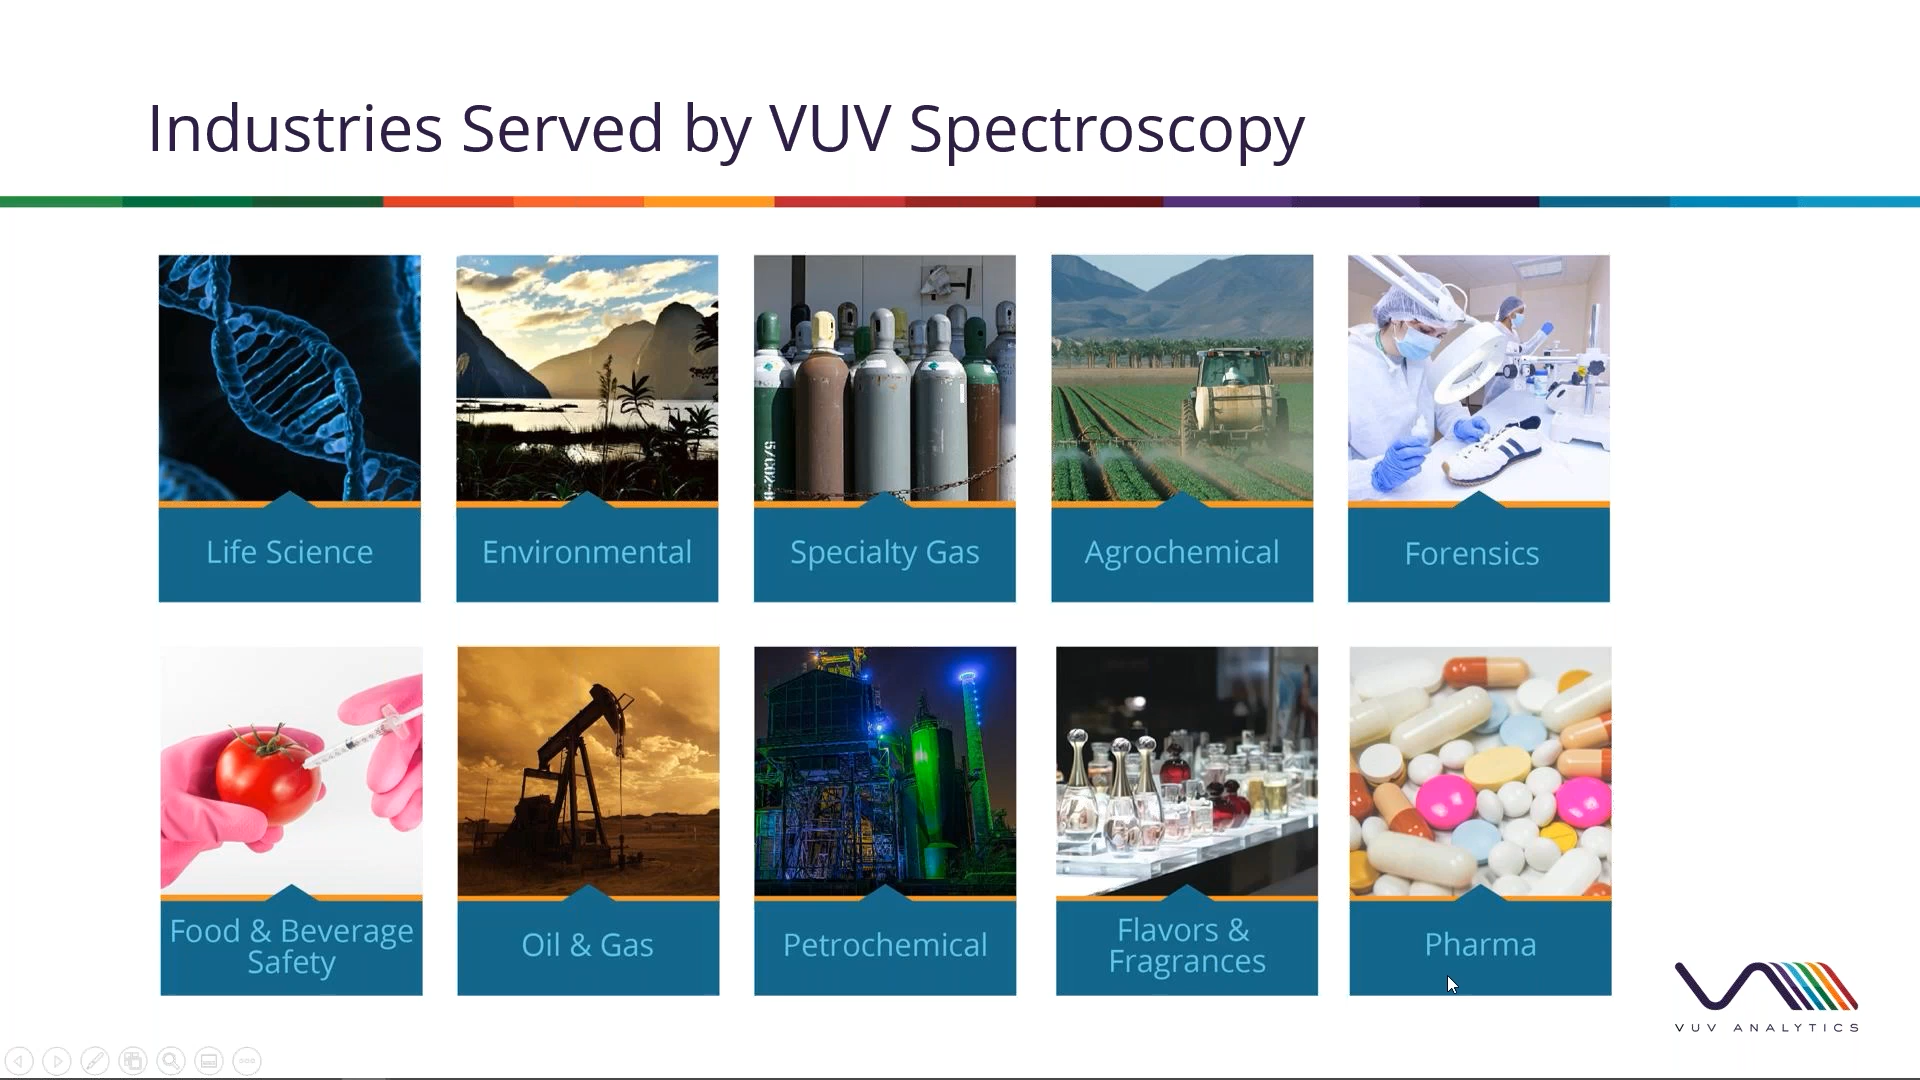 Industries Served by VUV Spectroscopy
Life Science
Environmental
Specialty Gas
Agrochemical
Forensics
Food & Beverage
Safety
Oil & Gas
Petrochemical
Flavors &
Fragrances
Pharma
VUV ANALYTICS